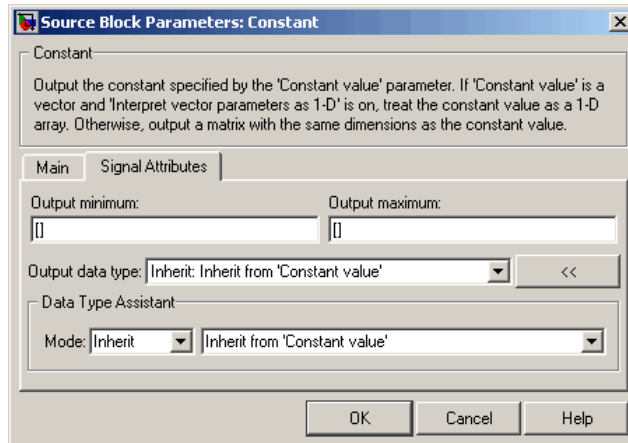 Source Block Parameters: Constant
Constant
Output the constant specified by the 'Constant value' parameter. If 'Constant value' is a
vector and 'Interpret vector parameters as 1-D' is on, treat the constant value as a 1-D
array. Otherwise, output a matrix with the same dimensions as the constant value.
Main Signal Attributes
Output minimum: Output maximum:
[] []
Output data type: Inherit: Inherit from 'Constant value' <<
Data Type Assistant
Mode: Inherit Inherit from 'Constant value'
OK Cancel Help